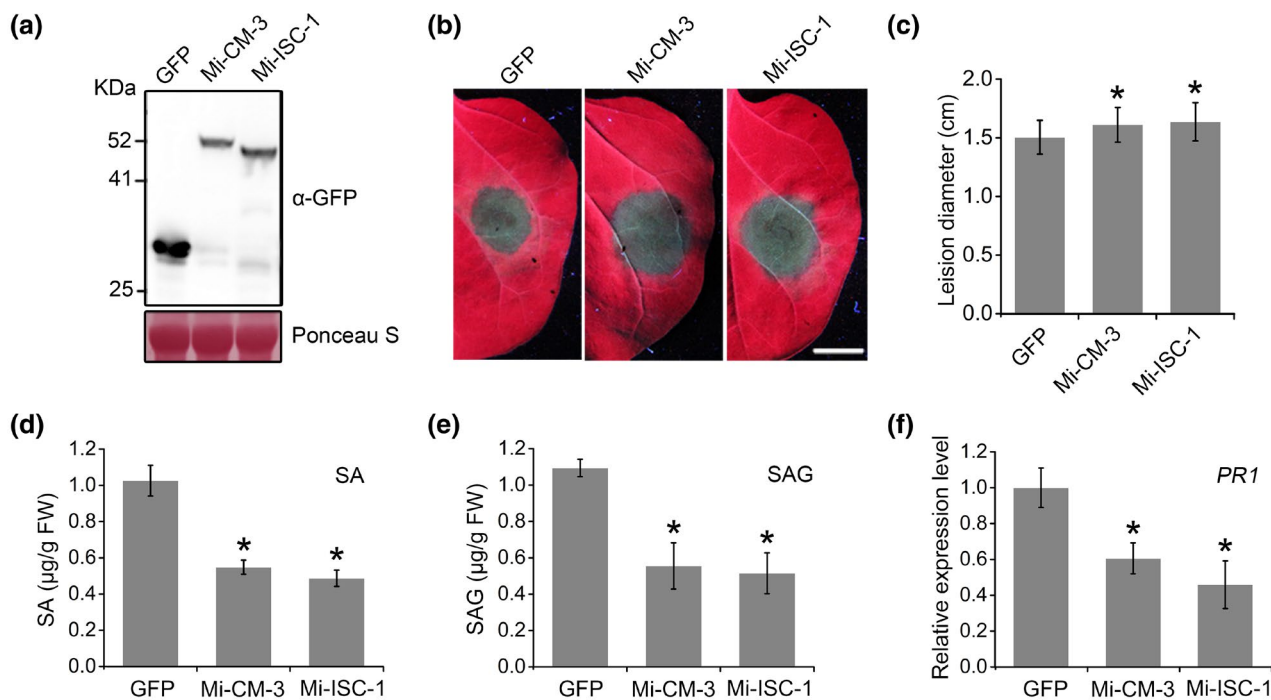 (a)
GFP
Mi-CM-3
Mi-ISC-1
KDa
52
41
25
α-GFP
Ponceau S
(b)
GFP
Mi-CM-3
Mi-ISC-1
(c)
Leision diameter (cm)
2.0
1.5
1.0
0.5
0.0
*
*
GFP
Mi-CM-3
Mi-ISC-1
(d)
SA (µg/g FW)
1.2
1.0
0.8
0.6
0.4
0.2
0.0
SA
*
*
GFP
Mi-CM-3
Mi-ISC-1
(e)
SAG (µg/g FW)
1.2
1.0
0.8
0.6
0.4
0.2
0.0
SAG
*
*
GFP
Mi-CM-3
Mi-ISC-1
(f)
Relative expression level
1.2
1.0
0.8
0.6
0.4
0.2
0.0
PR1
*
*
GFP
Mi-CM-3
Mi-ISC-1